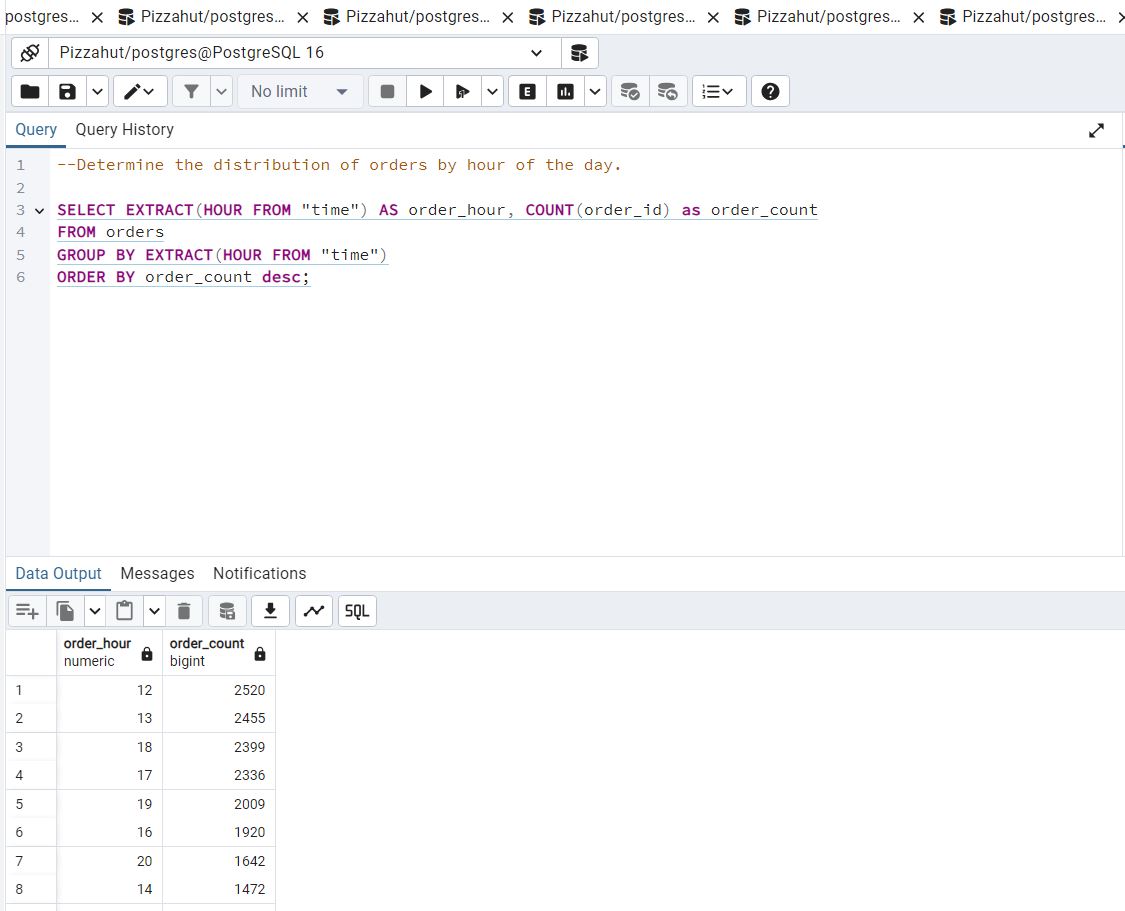 postgres... Pizzahut/postgres... Pizzahut/postgres... Pizzahut/postgres... Pizzahut/postgres... Pizzahut/postgres...
Pizzahut/postgres@PostgreSQL 16
No limit E
Query Query History
1 --Determine the distribution of orders by hour of the day.
2
3 SELECT EXTRACT(HOUR FROM "time") AS order_hour, COUNT(order_id) as order_count
4 FROM orders
5 GROUP BY EXTRACT(HOUR FROM "time")
6 ORDER BY order_count desc;
Data Output Messages Notifications
SQL
order_hour order_count
numeric bigint
1 12 2520
2 13 2455
3 18 2399
4 17 2336
5 19 2009
6 16 1920
7 20 1642
8 14 1472